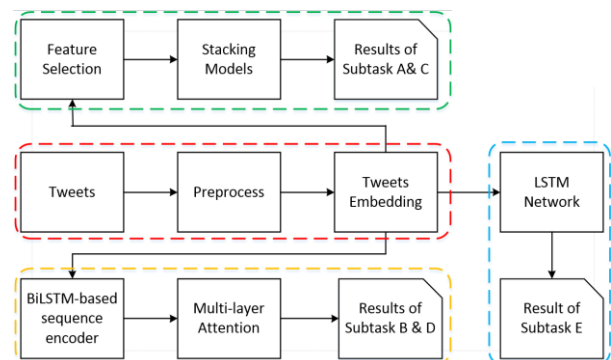 Feature
Selection
Stacking
Models
Results of
Subtask A& C
Tweets
Preprocess
Tweets
Embedding
LSTM
Network
BiLSTM-based
sequence
encoder
Multi-layer
Attention
Results of
Subtask B & D
Result of
Subtask E